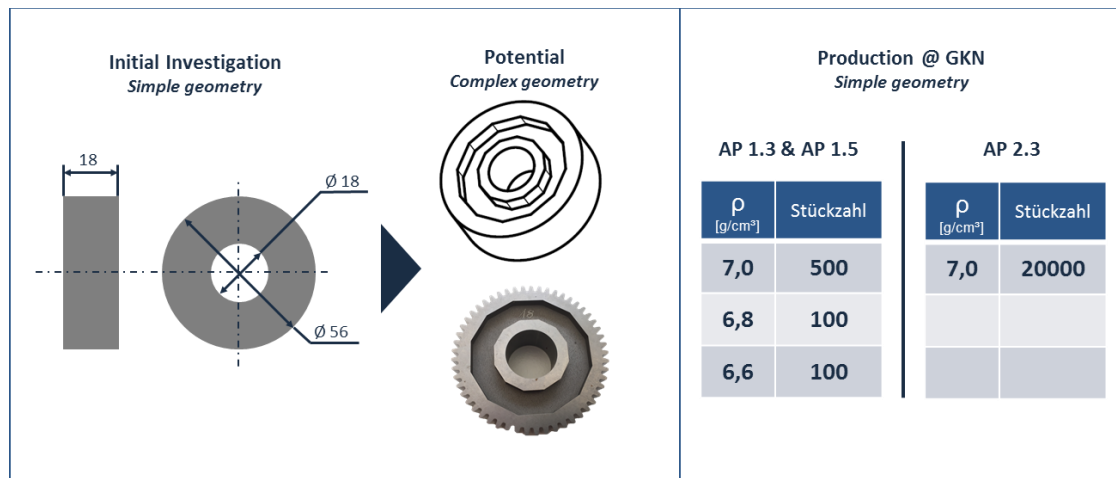 Initial Investigation
Simple geometry
18
Ø 18
Ø 56
Potential
Complex geometry
Production @ GKN
Simple geometry
AP 1.3 & AP 1.5
ρ
[g/cm³]
Stückzahl
7,0 500
6,8 100
6,6 100
AP 2.3
ρ
[g/cm³]
Stückzahl
7,0 20000